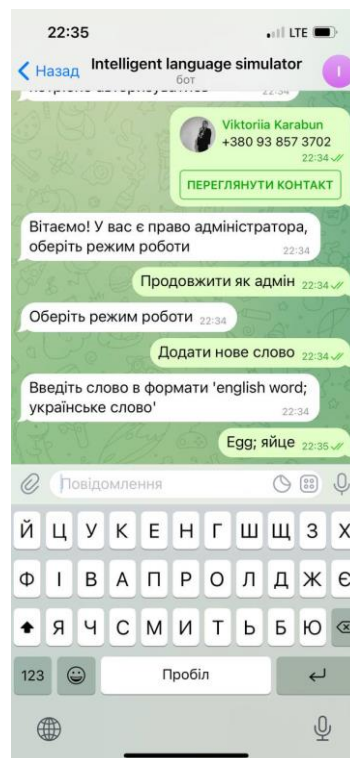 22:35
LTE
Назад
Intelligent language simulator
бот
I
22:34
Viktoriia Karabun
+380 93 857 3702
22:34
ПЕРЕГЛЯНУТИ КОНТАКТ
Вітаємо! У вас є право адміністратора,
оберіть режим роботи 22:34
Продовжити як адмін 22:34
Оберіть режим роботи 22:34
Додати нове слово 22:34
Введіть слово в форматі 'english word;
українське слово' 22:34
Egg; яйце 22:35
Повідомлення
Й Ц У К Е Н Г Ш Щ З Х
Ф І В А П Р О Л Д Ж Є
Я Ч С М И Т Ь Б Ю
123 Пробіл